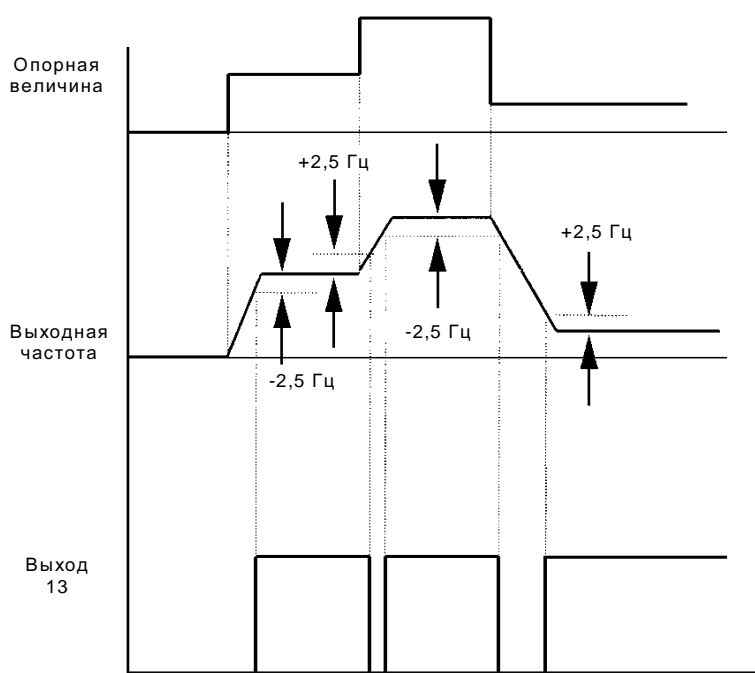 Опорная
величина
+2,5 Гц
+2,5 Гц
Выходная
частота
-2,5 Гц
-2,5 Гц
Выход
13